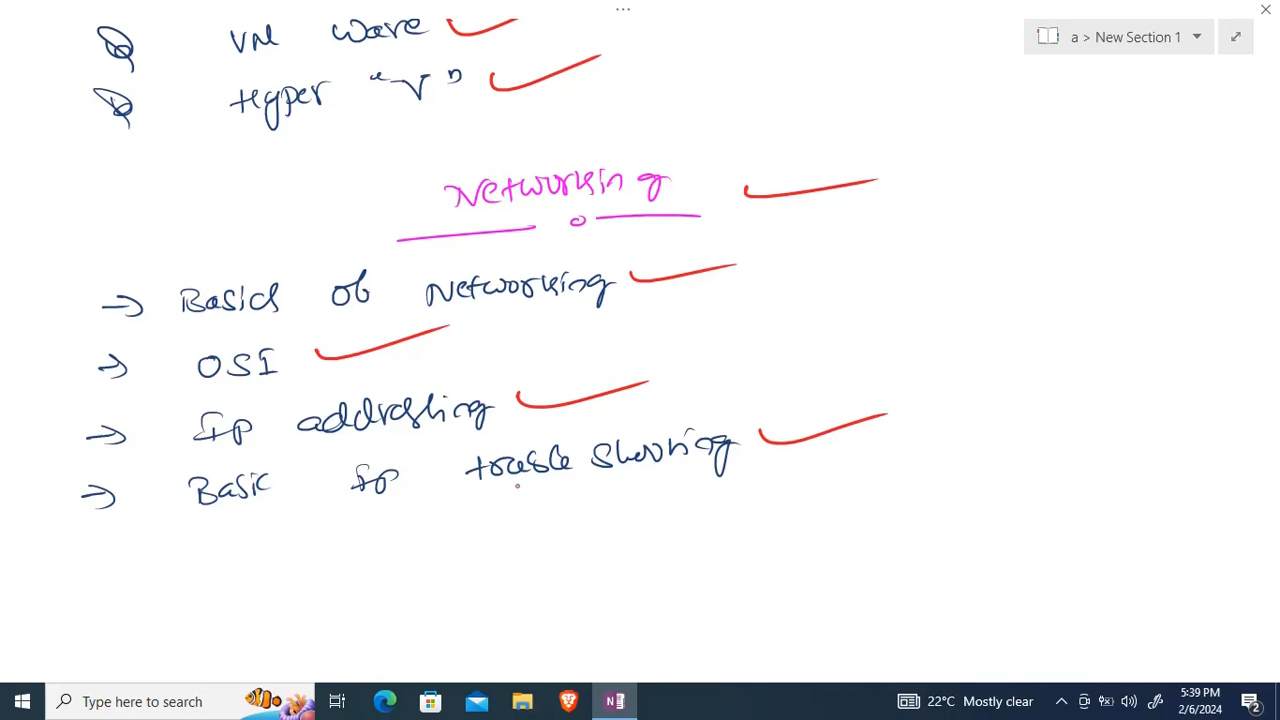 ...
VM Ware
a > New Section 1
Hyper "V"
Networking
→ Basics of Networking
→ OSI
→ Ip addressing
→ Basic Ip trouble shooting
Type here to search
22°C Mostly clear
5:39 PM
2/6/2024
2